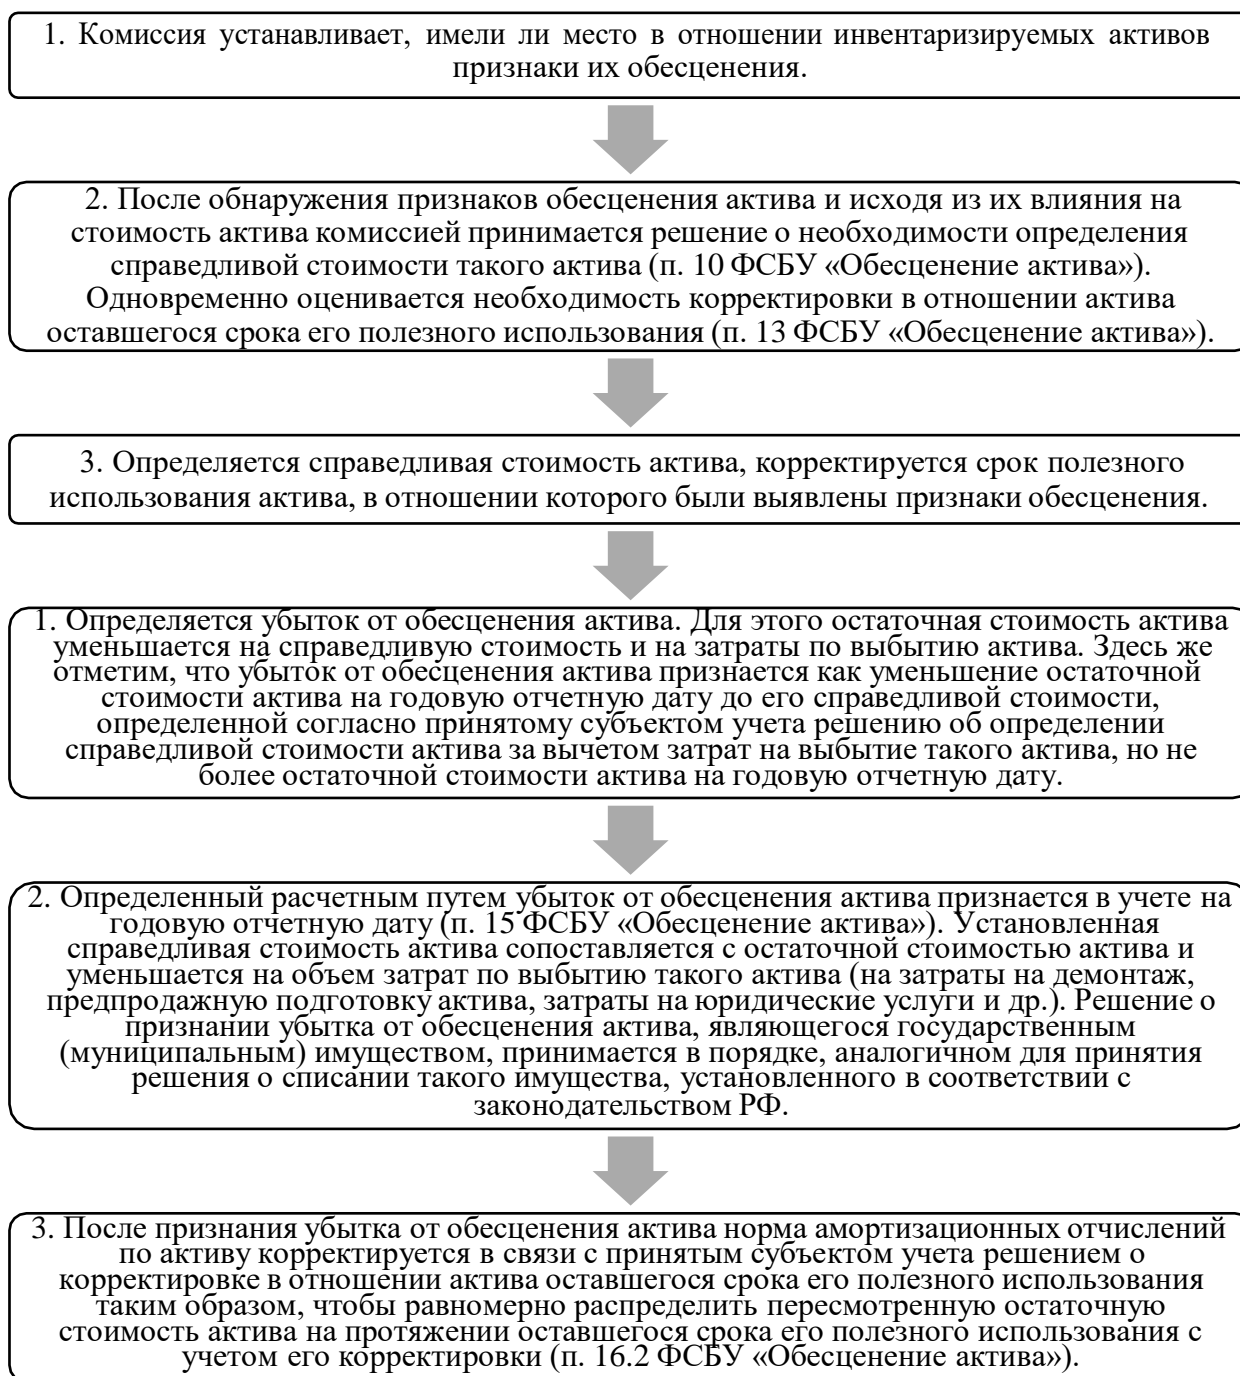 1. Комиссия устанавливает, имели ли место в отношении инвентаризируемых активов
признаки их обесценения.
2. После обнаружения признаков обесценения актива и исходя из их влияния на
стоимость актива комиссией принимается решение о необходимости определения
справедливой стоимости такого актива (п. 10 ФСБУ «Обесценение актива»).
Одновременно оценивается необходимость корректировки в отношении актива
оставшегося срока его полезного использования (п. 13 ФСБУ «Обесценение актива»).
3. Определяется справедливая стоимость актива, корректируется срок полезного
использования актива, в отношении которого были выявлены признаки обесценения.
1. Определяется убыток от обесценения актива. Для этого остаточная стоимость актива
уменьшается на справедливую стоимость и на затраты по выбытию актива. Здесь же
отметим, что убыток от обесценения актива признается как уменьшение остаточной
стоимости актива на годовую отчетную дату до его справедливой стоимости,
определенной согласно принятому субъектом учета решению об определении
справедливой стоимости актива за вычетом затрат на выбытие такого актива, но не
более остаточной стоимости актива на годовую отчетную дату.
2. Определенный расчетным путем убыток от обесценения актива признается в учете на
годовую отчетную дату (п. 15 ФСБУ «Обесценение актива»). Установленная
справедливая стоимость актива сопоставляется с остаточной стоимостью актива и
уменьшается на объем затрат по выбытию такого актива (на затраты на демонтаж,
предпродажную подготовку актива, затраты на юридические услуги и др.). Решение о
признании убытка от обесценения актива, являющегося государственным
(муниципальным) имуществом, принимается в порядке, аналогичном для принятия
решения о списании такого имущества, установленного в соответствии с
законодательством РФ.
3. После признания убытка от обесценения актива норма амортизационных отчислений
по активу корректируется в связи с принятым субъектом учета решением о
корректировке в отношении актива оставшегося срока его полезного использования
таким образом, чтобы равномерно распределить пересмотренную остаточную
стоимость актива на протяжении оставшегося срока его полезного использования с
учетом его корректировки (п. 16.2 ФСБУ «Обесценение актива»).